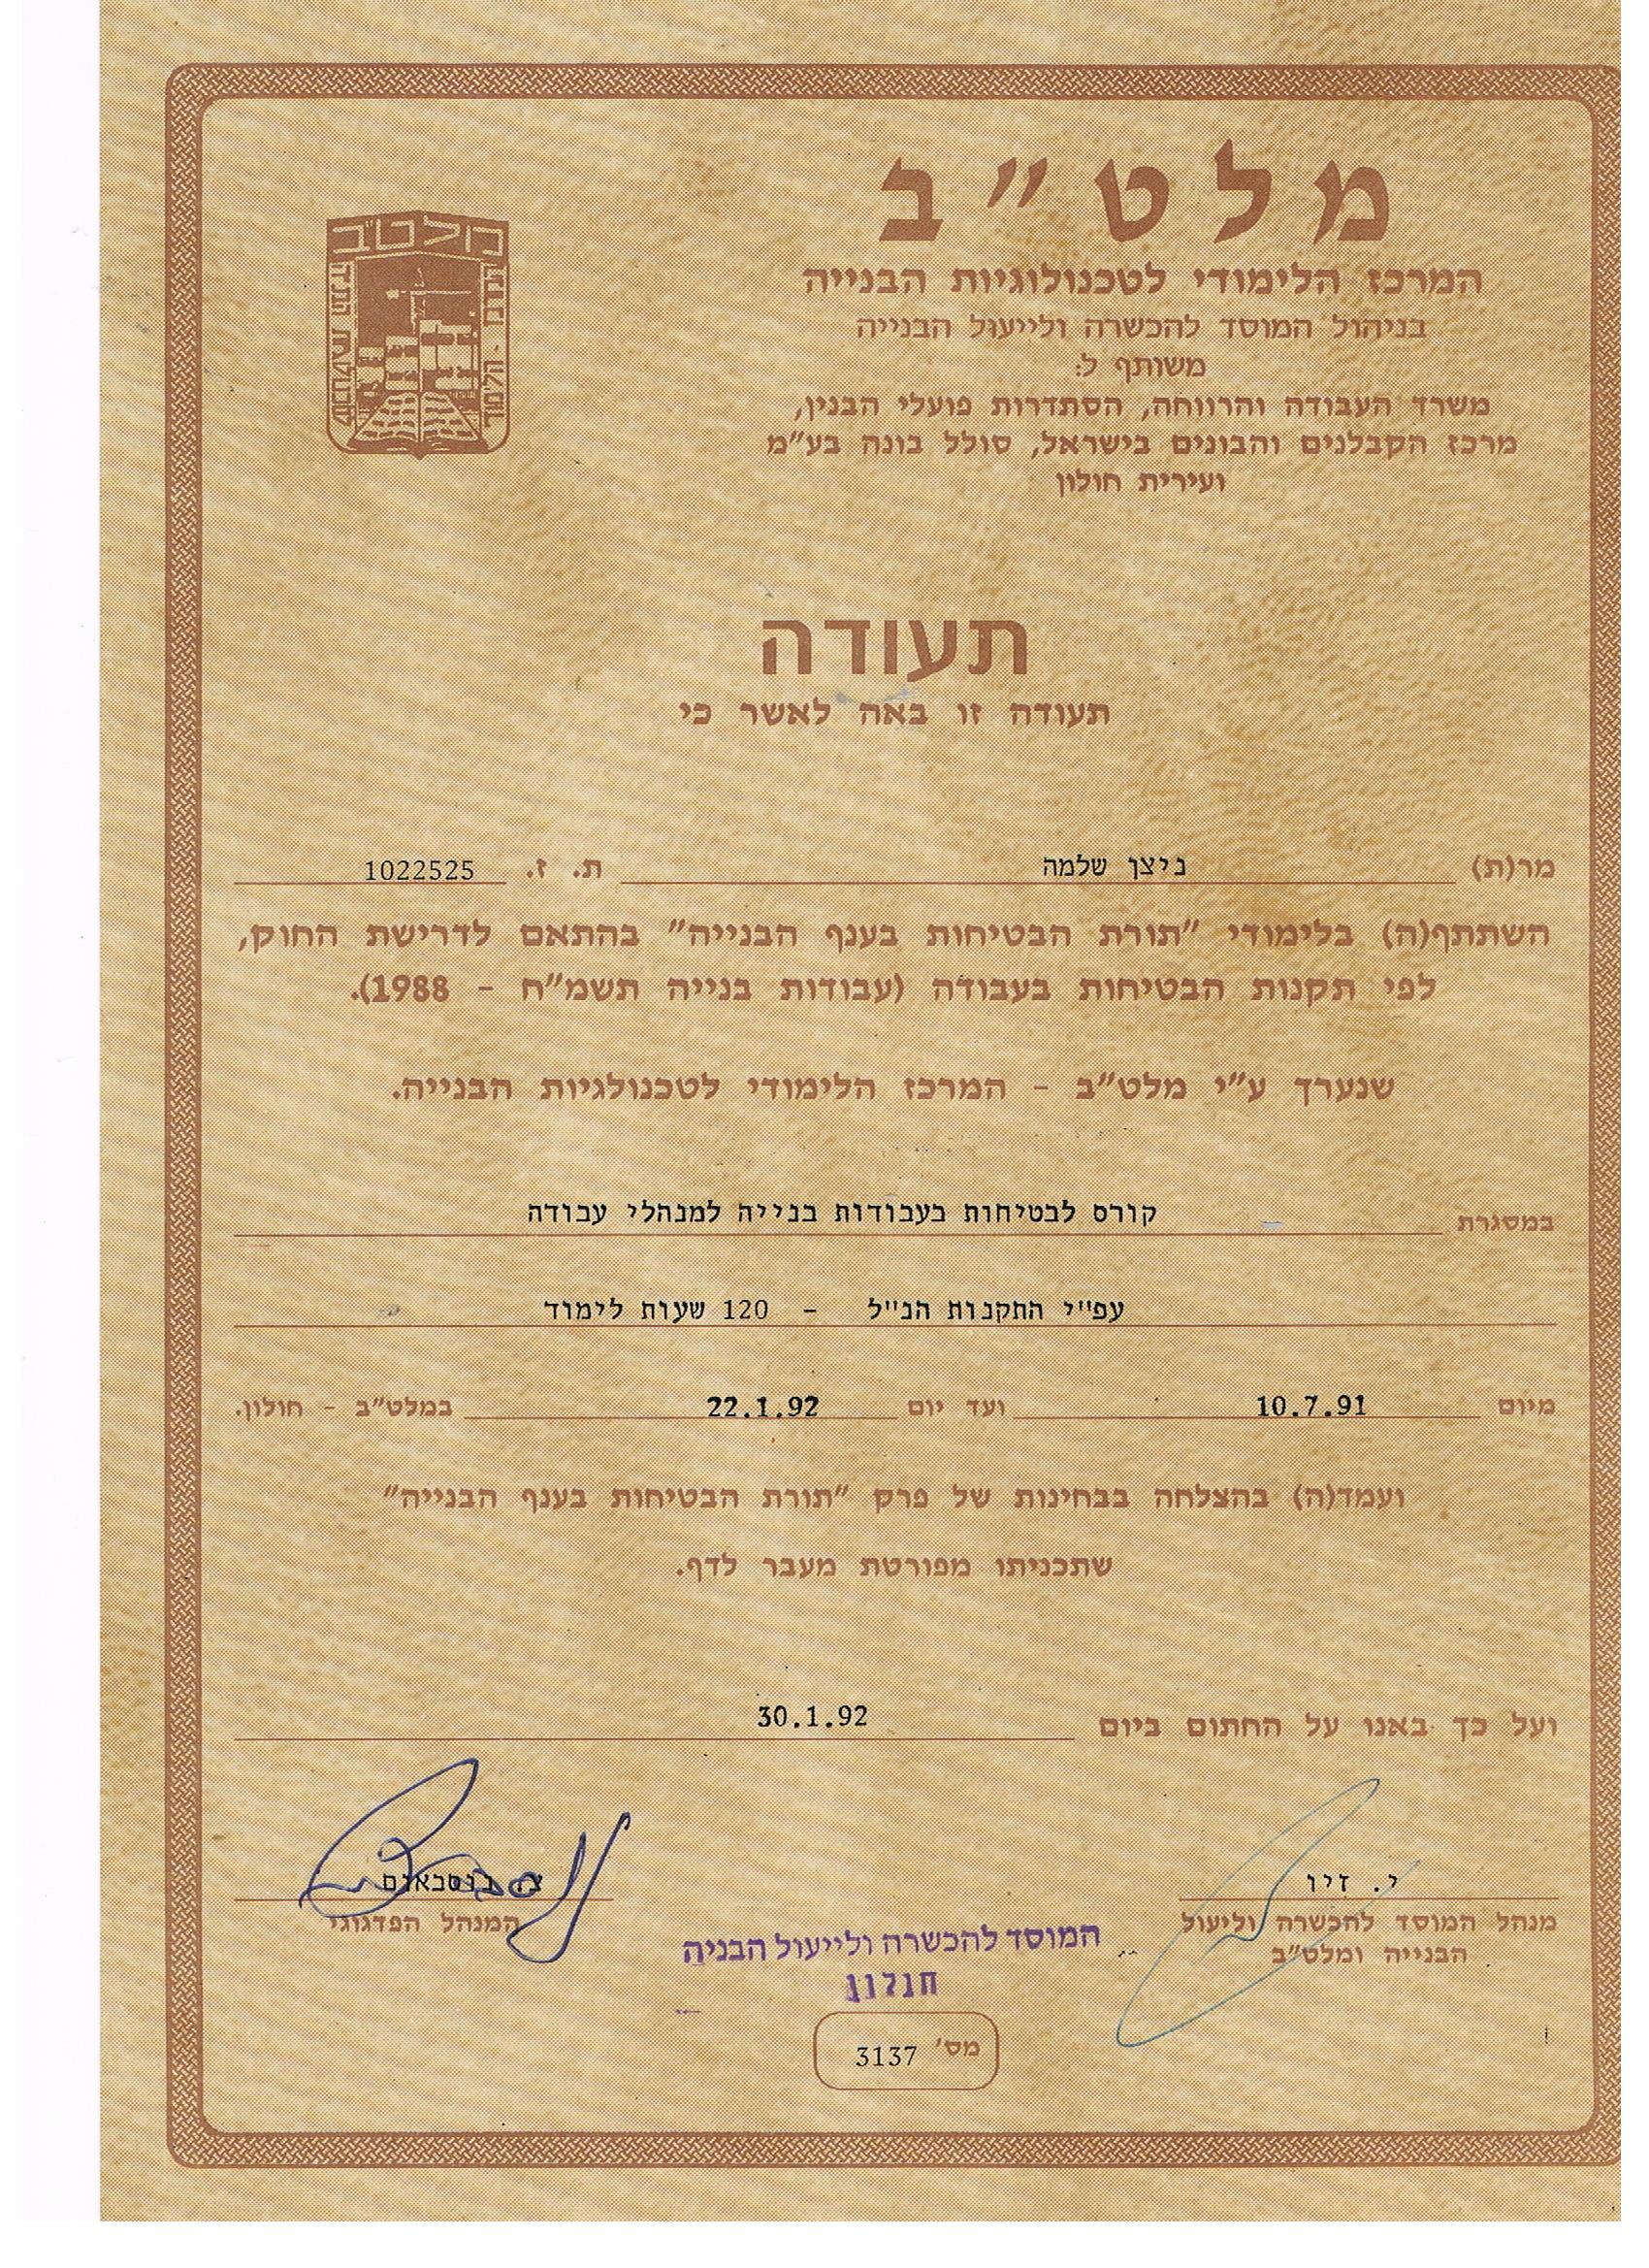 מלט״ב
המרכז הלימודי לטכנולוגיות הבנייה
בניהול המוסד להכשרה ולייעול הבנייה
משותף ל:
משרד העבודה והרווחה, הסתדרות פועלי הבנין,
מרכז הקבלנים והבונים בישראל, סולל בונה בע״מ
ועירית חולון
מלט״ב
תעודה
תעודה זו באה לאשר כי
מר(ת) ניצן שלמה ת. ז. 1022525
השתתף(ה) בלימודי ״תורת הבטיחות בענף הבנייה״ בהתאם לדרישת החוק,
לפי תקנות הבטיחות בעבודה (עבודות בנייה תשמ״ח – 1988).
שנערך ע״י מלט״ב – המרכז הלימודי לטכנולגיות הבנייה.
במסגרת קורס לבטיחות בעבודות בנייה למנהלי עבודה
עפ״י התקנות הנ״ל – 120 שעות לימוד
מיום 10.7.91 ועד יום 22.1.92 במלט״ב – חולון.
ועמד(ה) בהצלחה בבחינות של פרק ״תורת הבטיחות בענף הבנייה״
שתכניתו מפורטת מעבר לדף.
ועל כך באנו על החתום ביום 30.1.92
י. זיו
מנהל המוסד להכשרה וליעול
הבנייה ומלט״ב
המנהל הפדגוגי
המוסד להכשרה ולייעול הבניה
חולון
מס׳ 3137